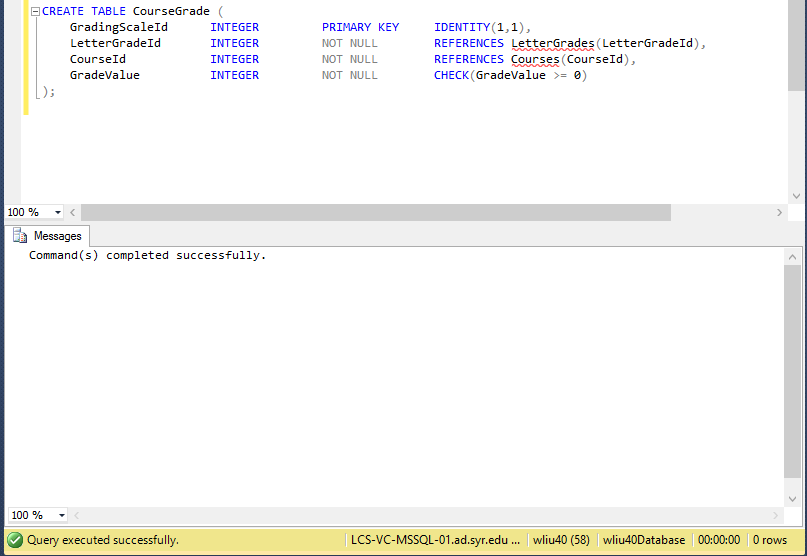 CREATE TABLE CourseGrade (
GradingScaleId INTEGER PRIMARY KEY IDENTITY(1,1),
LetterGradeId INTEGER NOT NULL REFERENCES LetterGrades(LetterGradeId),
CourseId INTEGER NOT NULL REFERENCES Courses(CourseId),
GradeValue INTEGER NOT NULL CHECK(GradeValue >= 0)
);
100 %
Messages
Command(s) completed successfully.
100 %
Query executed successfully. LCS-VC-MSSQL-01.ad.syr.edu ... wliu40 (58) wliu40Database 00:00:00 0 rows